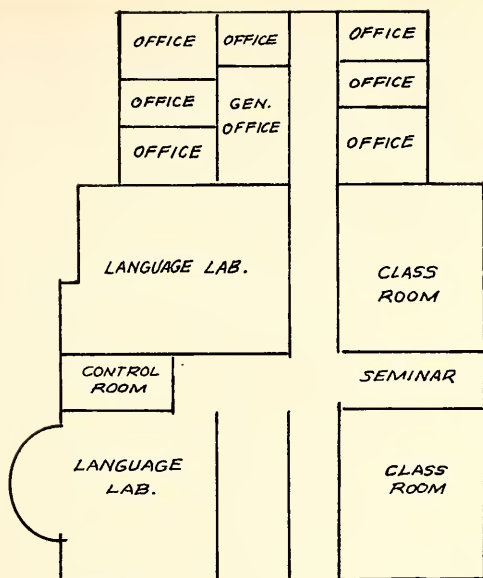 OFFICE
OFFICE
OFFICE
OFFICE
GEN.
OFFICE
OFFICE
OFFICE
OFFICE
LANGUAGE LAB.
CLASS
ROOM
CONTROL
ROOM
SEMINAR
LANGUAGE
LAB.
CLASS
ROOM